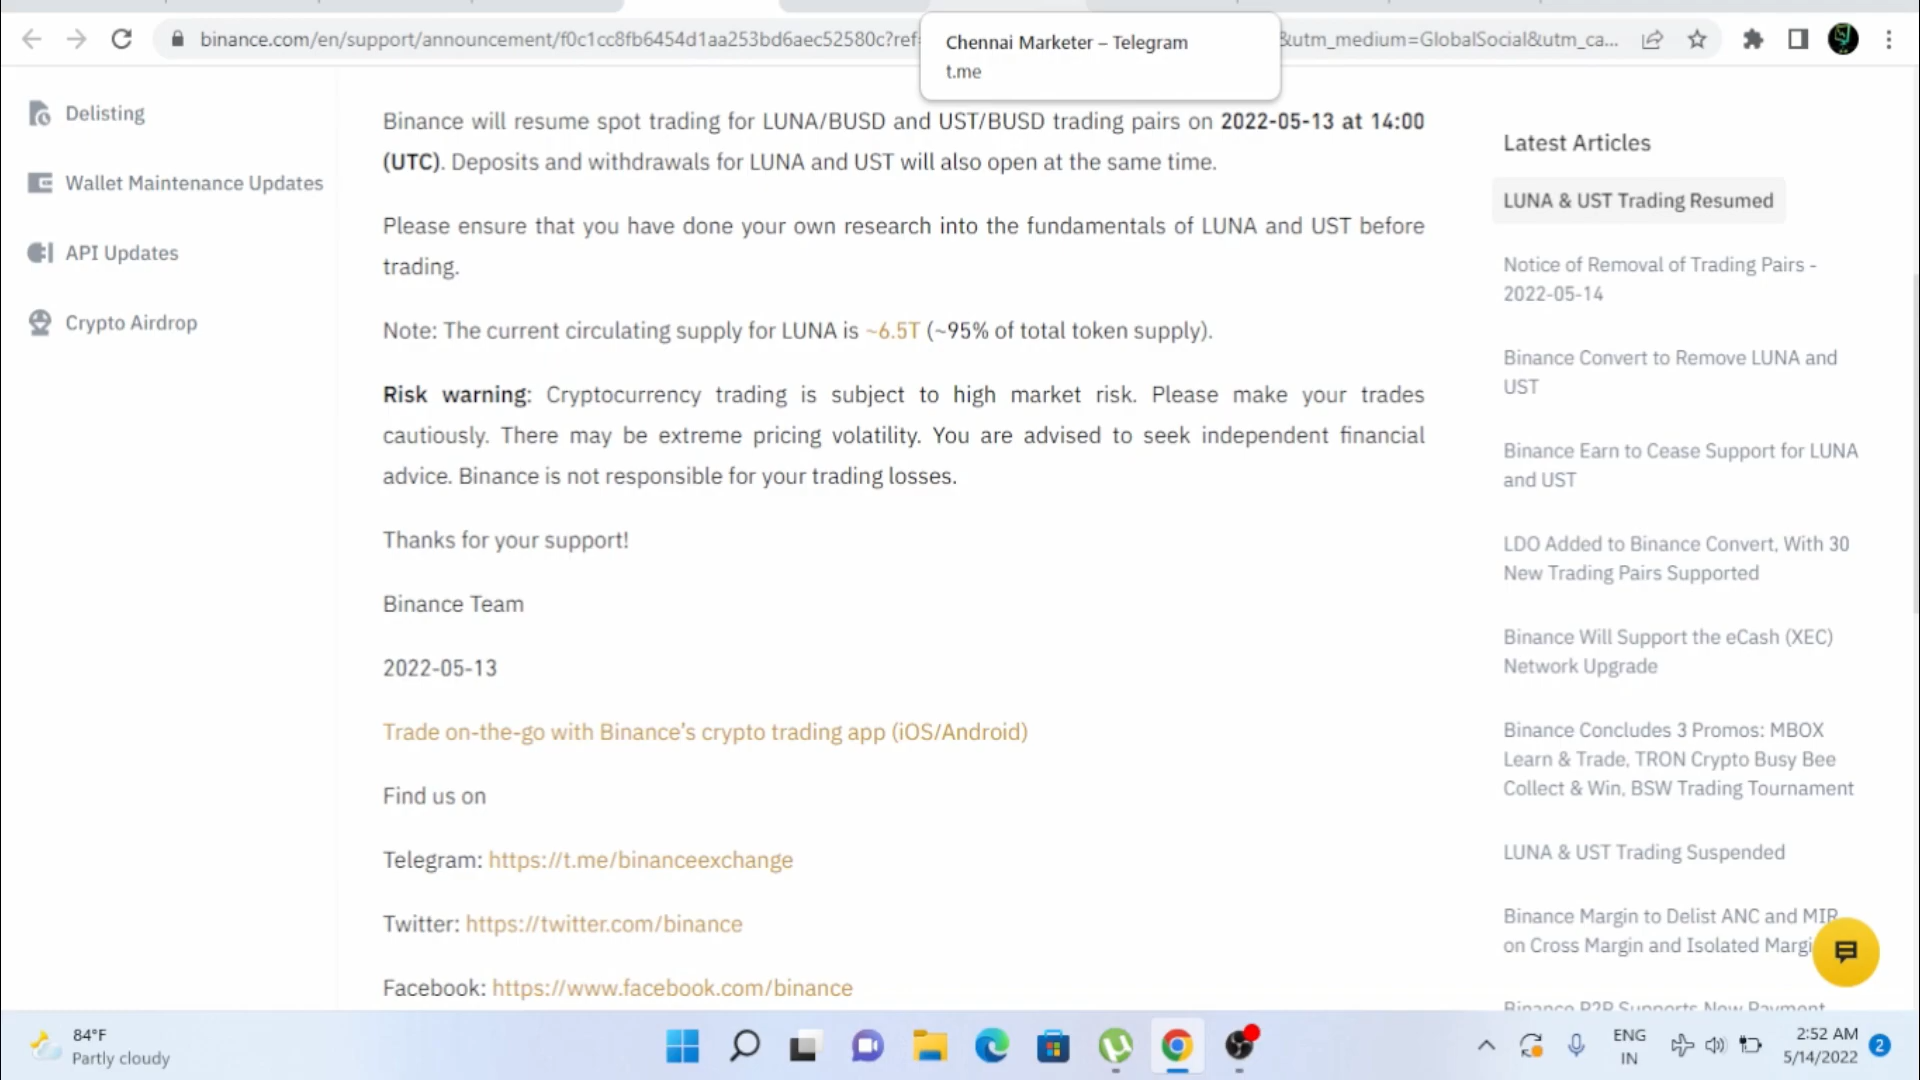 binance.com/en/support/announcement/f0c1cc8fb6454d1aa253bd6aec52580c?ref=
Chennai Marketer – Telegram
t.me
&utm_medium=GlobalSocial&utm_ca...
Delisting
Wallet Maintenance Updates
API Updates
Crypto Airdrop
Binance will resume spot trading for LUNA/BUSD and UST/BUSD trading pairs on 2022-05-13 at 14:00
(UTC). Deposits and withdrawals for LUNA and UST will also open at the same time.
Please ensure that you have done your own research into the fundamentals of LUNA and UST before
trading.
Note: The current circulating supply for LUNA is ~6.5T (~95% of total token supply).
Risk warning: Cryptocurrency trading is subject to high market risk. Please make your trades
cautiously. There may be extreme pricing volatility. You are advised to seek independent financial
advice. Binance is not responsible for your trading losses.
Thanks for your support!
Binance Team
2022-05-13
Trade on-the-go with Binance’s crypto trading app (iOS/Android)
Find us on
Telegram: https://t.me/binanceexchange
Twitter: https://twitter.com/binance
Facebook: https://www.facebook.com/binance
Latest Articles
LUNA & UST Trading Resumed
Notice of Removal of Trading Pairs -
2022-05-14
Binance Convert to Remove LUNA and
UST
Binance Earn to Cease Support for LUNA
and UST
LDO Added to Binance Convert, With 30
New Trading Pairs Supported
Binance Will Support the eCash (XEC)
Network Upgrade
Binance Concludes 3 Promos: MBOX
Learn & Trade, TRON Crypto Busy Bee
Collect & Win, BSW Trading Tournament
LUNA & UST Trading Suspended
Binance Margin to Delist ANC and MIR
on Cross Margin and Isolated Margi
Binance P2P Supports New Payment
84°F
Partly cloudy
ENG
IN
2:52 AM
5/14/2022
2